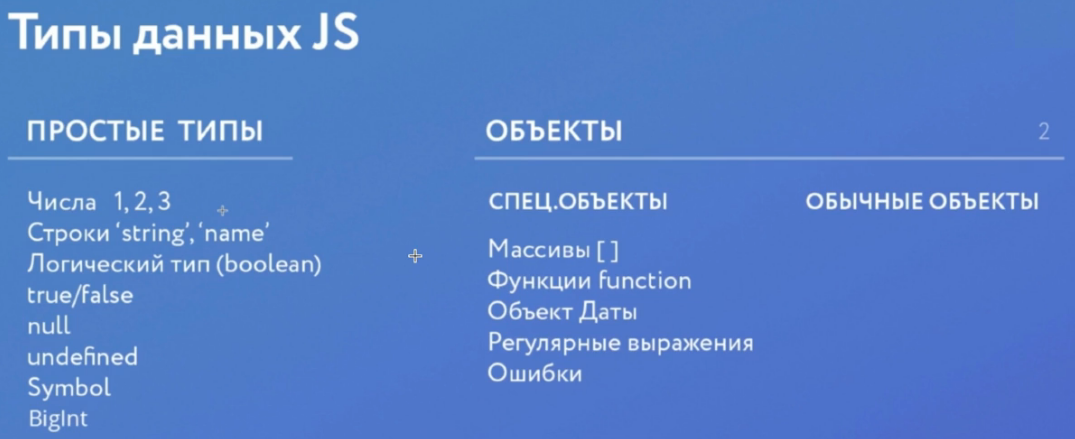 Типы данных JS
ПРОСТЫЕ ТИПЫ
Числа 1, 2, 3
Строки ‘string’, ‘name’
Логический тип (boolean)
true/false
null
undefined
Symbol
BigInt
ОБЪЕКТЫ
2
СПЕЦ.ОБЪЕКТЫ
Массивы [ ]
Функции function
Объект Даты
Регулярные выражения
Ошибки
ОБЫЧНЫЕ ОБЪЕКТЫ